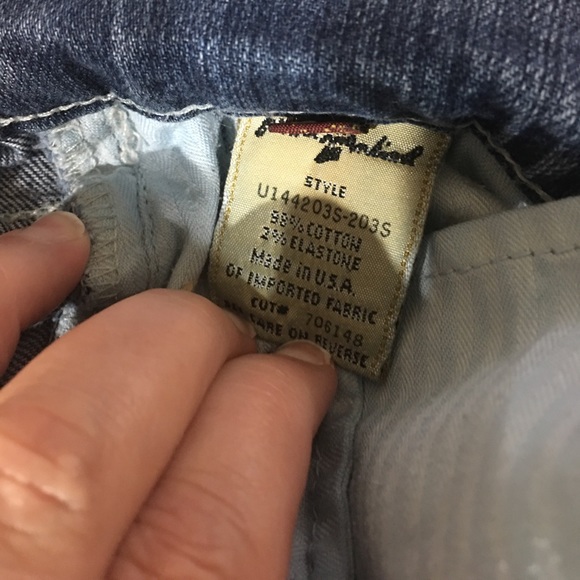 STYLE
U144203S-203S
98% COTTON
2% ELASTONE
Made in U.S.A.
OF IMPORTED FABRIC
CUT# 706148
CARE ON REVERSE